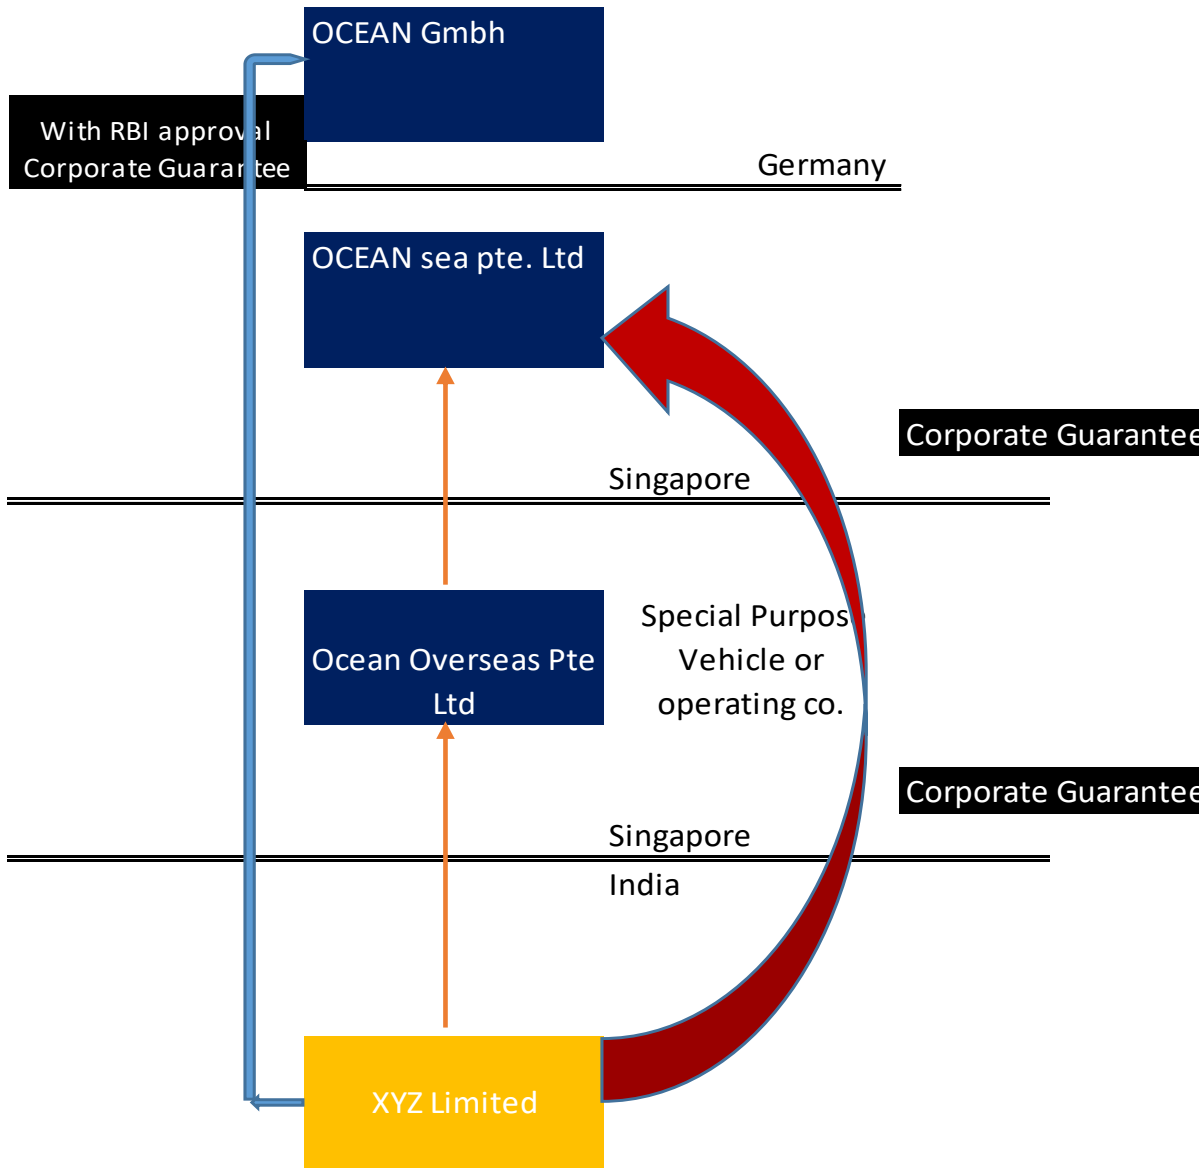 OCEAN Gmbh
With RBI approval
Corporate Guarantee
Germany
OCEAN sea pte. Ltd
Corporate Guarantee
Singapore
Special Purpos
Vehicle or
operating co.
Ocean Overseas Pte
Ltd
Corporate Guarantee
Singapore
India
XYZ Limited